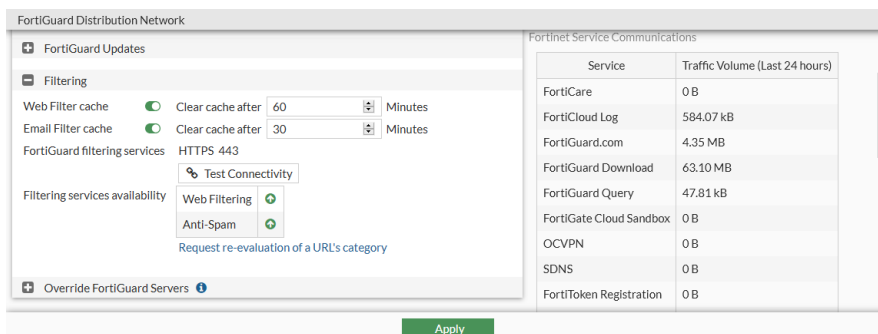 FortiGuard Distribution Network
FortiGuard Updates
Filtering
Web Filter cache Clear cache after 60 Minutes
Email Filter cache Clear cache after 30 Minutes
FortiGuard filtering services HTTPS 443
Test Connectivity
Filtering services availability Web Filtering
Anti-Spam
Request re-evaluation of a URL's category
Override FortiGuard Servers
Fortinet Service Communications
Service Traffic Volume (Last 24 hours)
FortiCare 0 B
FortiCloud Log 584.07 kB
FortiGuard.com 4.35 MB
FortiGuard Download 63.10 MB
FortiGuard Query 47.81 kB
FortiGate Cloud Sandbox 0 B
OCVPN 0 B
SDNS 0 B
FortiToken Registration 0 B
Apply